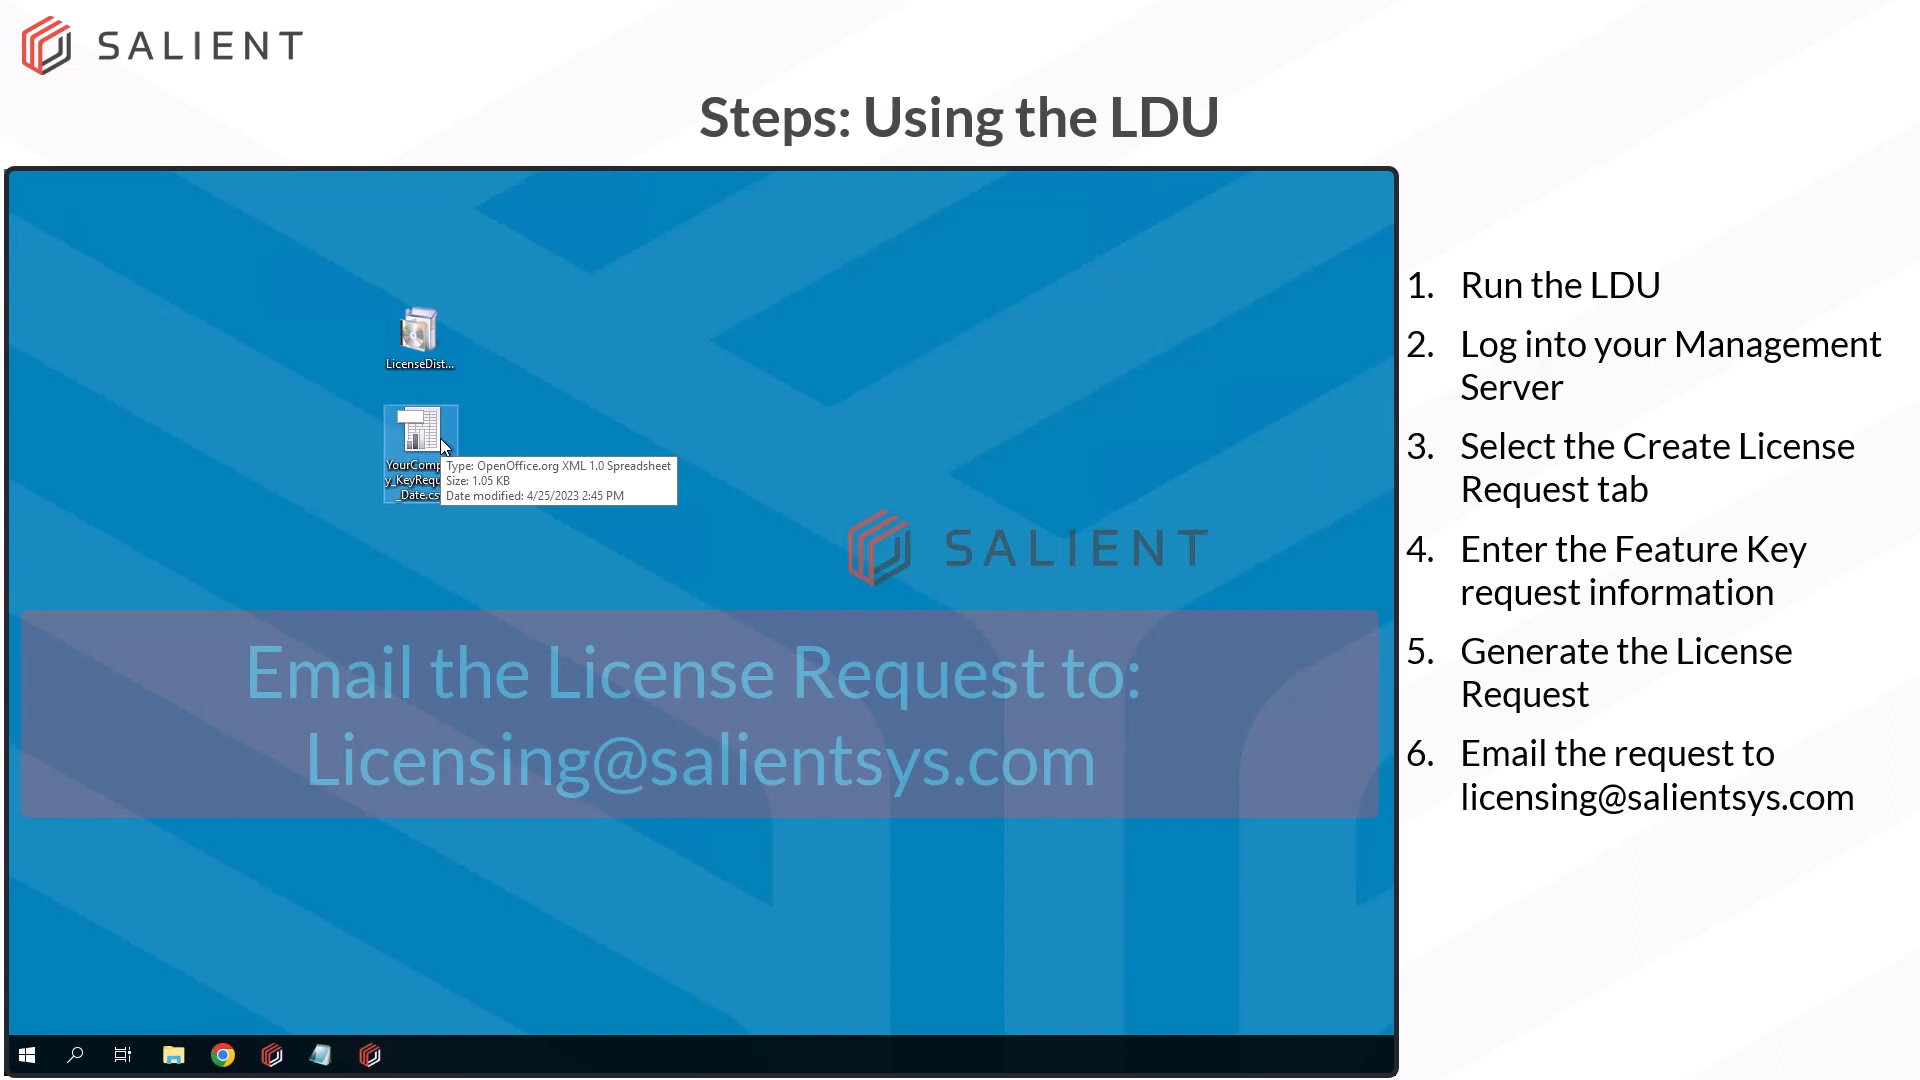 SALIENT
Steps: Using the LDU
LicenseDist...
YourComp
y_KeyRequ
_Date.cs
Type: OpenOffice.org XML 1.0 Spreadsheet
Size: 1.05 KB
Date modified: 4/25/2023 2:45 PM
SALIENT
Email the License Request to:
Licensing@salientsys.com
1. Run the LDU
2. Log into your Management
Server
3. Select the Create License
Request tab
4. Enter the Feature Key
request information
5. Generate the License
Request
6. Email the request to
licensing@salientsys.com